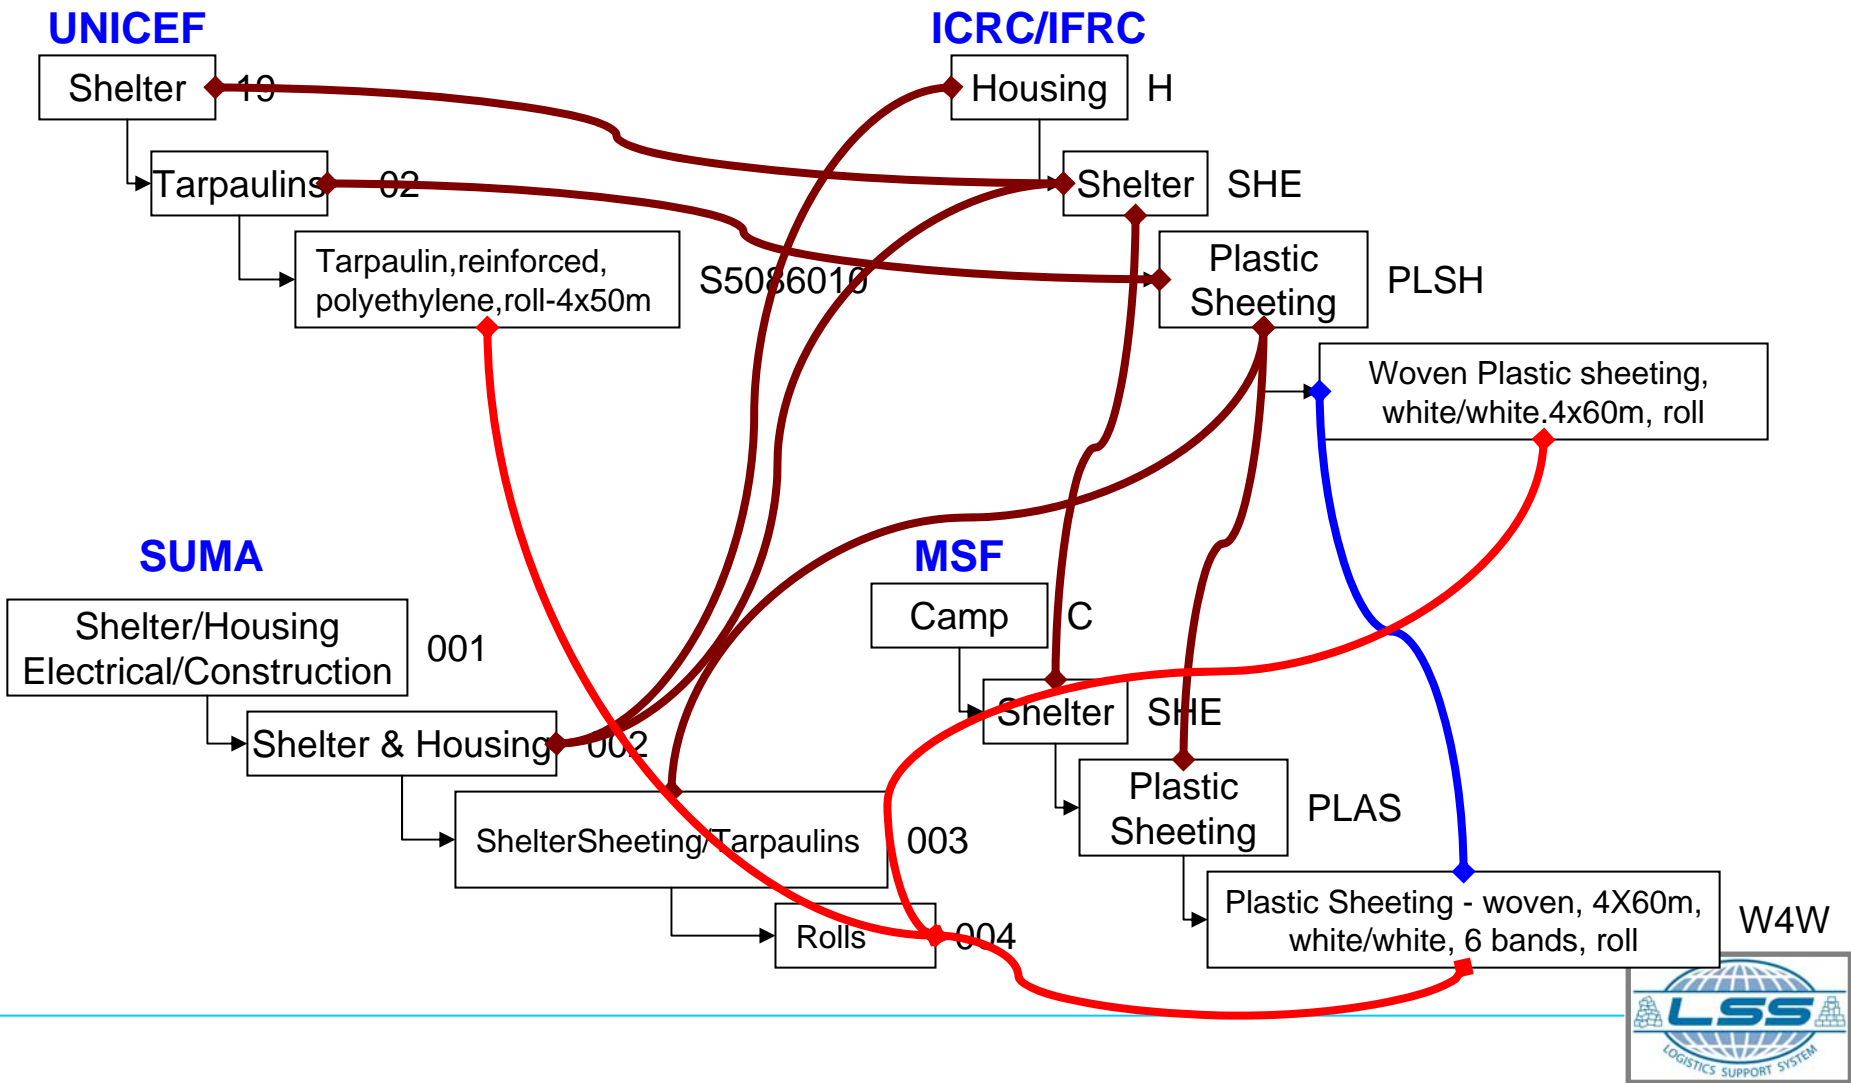 UNICEF
Shelter 19
Tarpaulins 02
Tarpaulin,reinforced,
polyethylene,roll-4x50m
S5086010
ICRC/IFRC
Housing H
Shelter SHE
Plastic
Sheeting
PLSH
Woven Plastic sheeting,
white/white.4x60m, roll
SUMA
Shelter/Housing
Electrical/Construction
001
Shelter & Housing 002
ShelterSheeting/Tarpaulins 003
Rolls 004
MSF
Camp C
Shelter SHE
Plastic
Sheeting
PLAS
Plastic Sheeting - woven, 4X60m,
white/white, 6 bands, roll
W4W
LSS
LOGISTICS SUPPORT SYSTEM